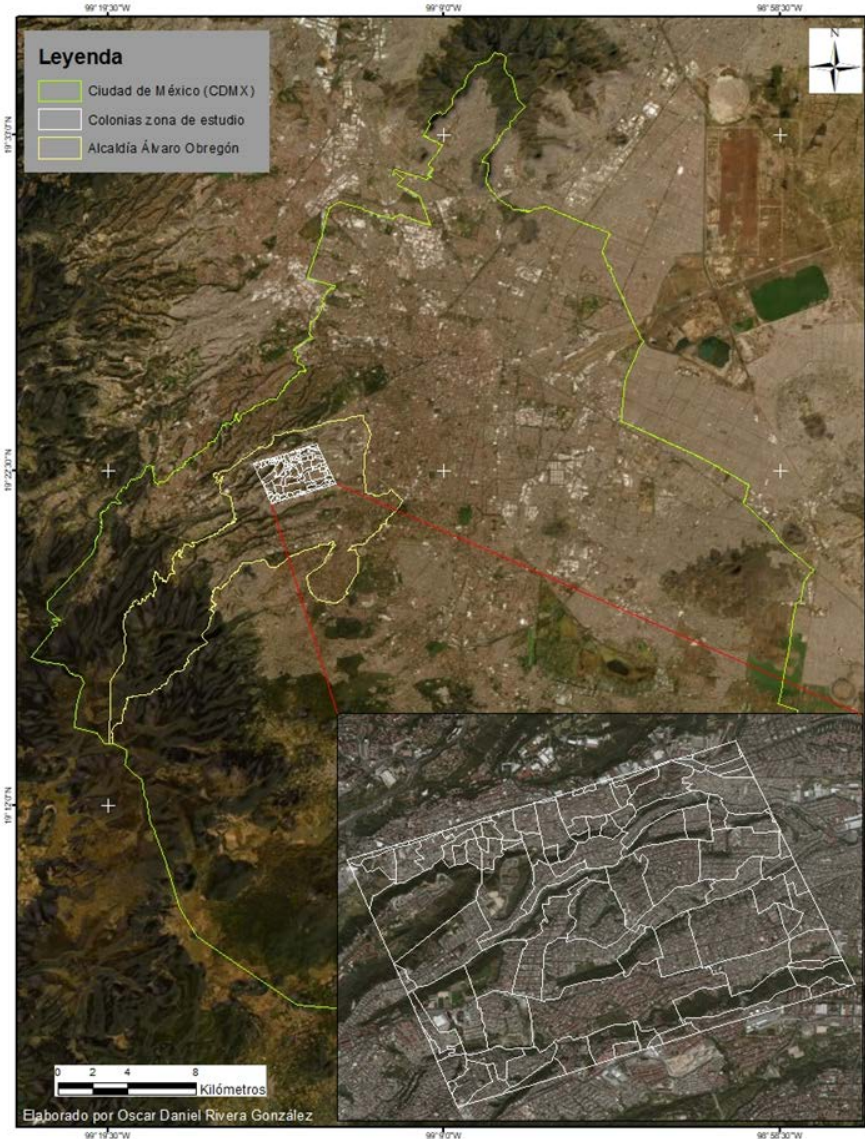 99°19'30"W 99°9'0"W 98°58'30"W
N
Leyenda
Ciudad de México (CDMX)
Colonias zona de estudio
Alcaldía Álvaro Obregón
19°33'0"N
19°22'30"N
19°12'0"N
0 2 4 8
Kilómetros
Elaborado por Oscar Daniel Rivera González
99°19'30"W 99°9'0"W 98°58'30"W